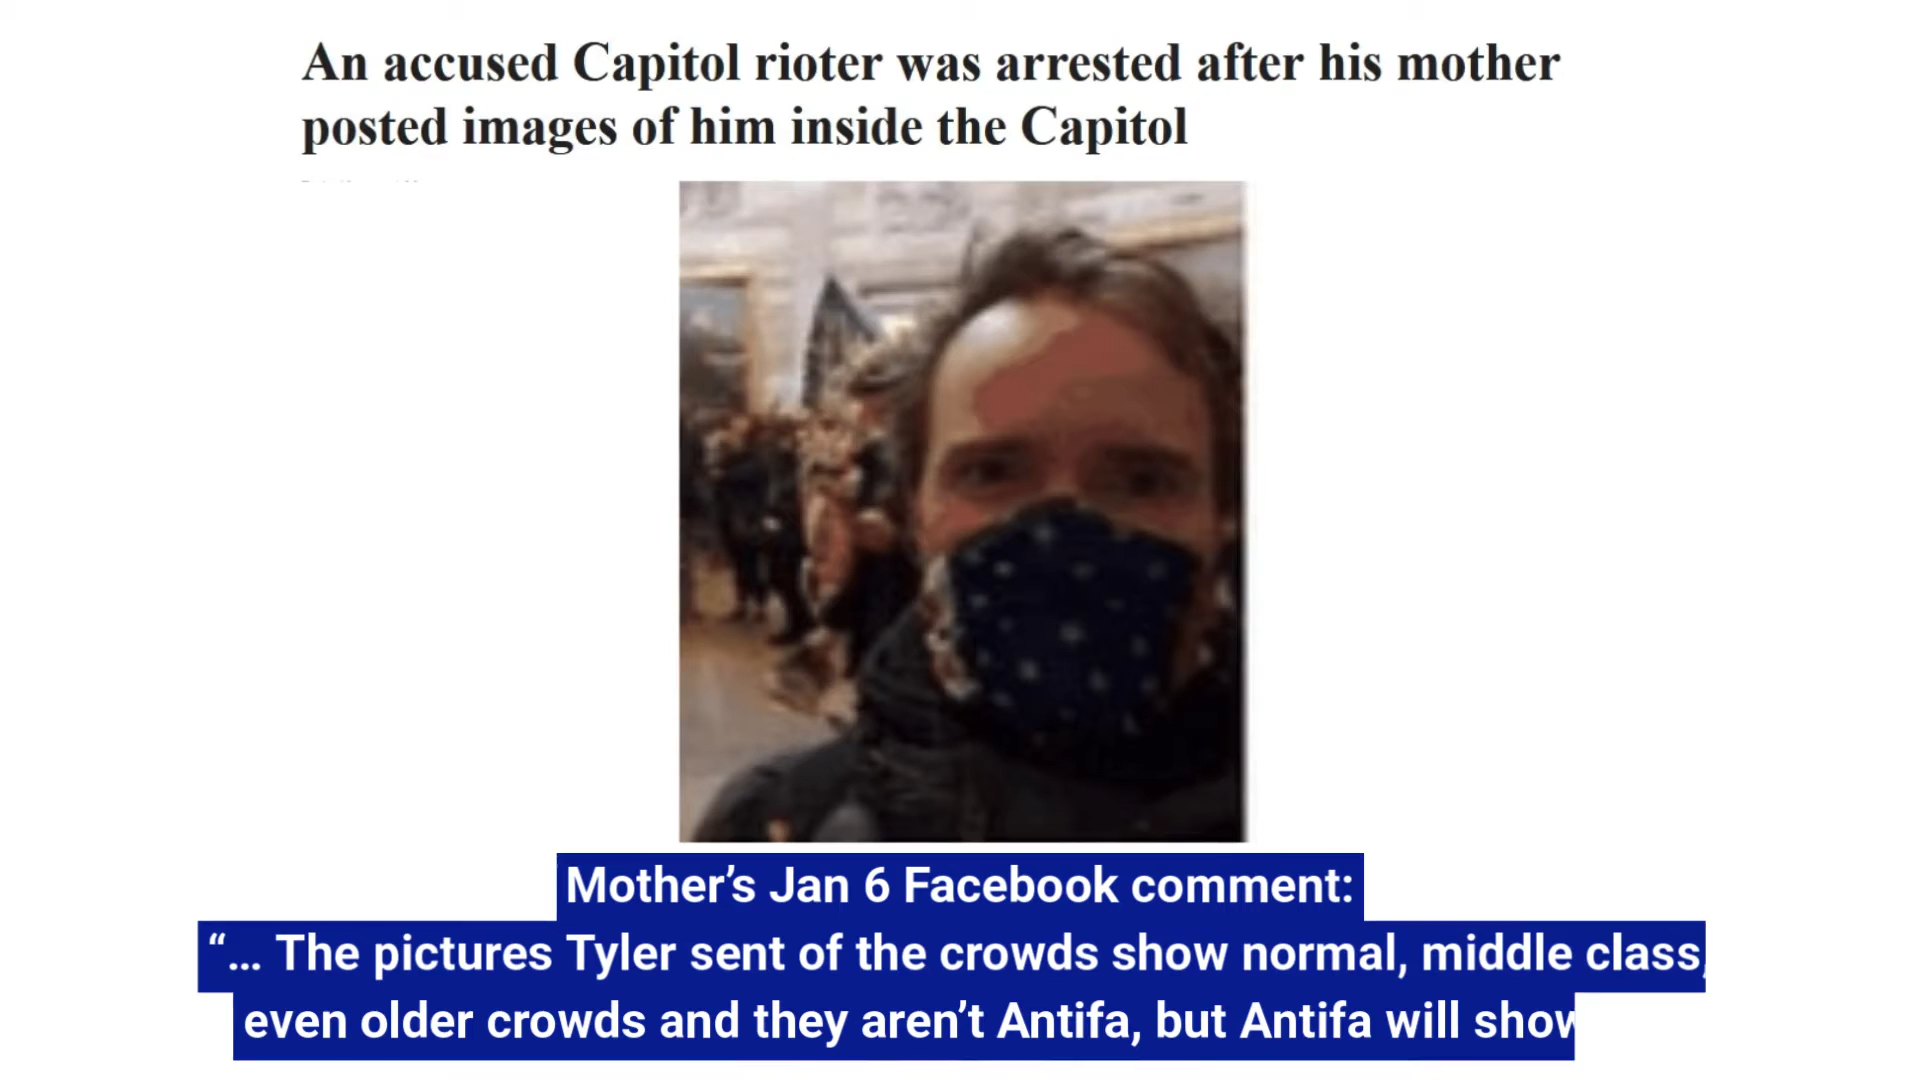 An accused Capitol rioter was arrested after his mother
posted images of him inside the Capitol
Mother’s Jan 6 Facebook comment:
“... The pictures Tyler sent of the crowds show normal, middle class,
even older crowds and they aren’t Antifa, but Antifa will show